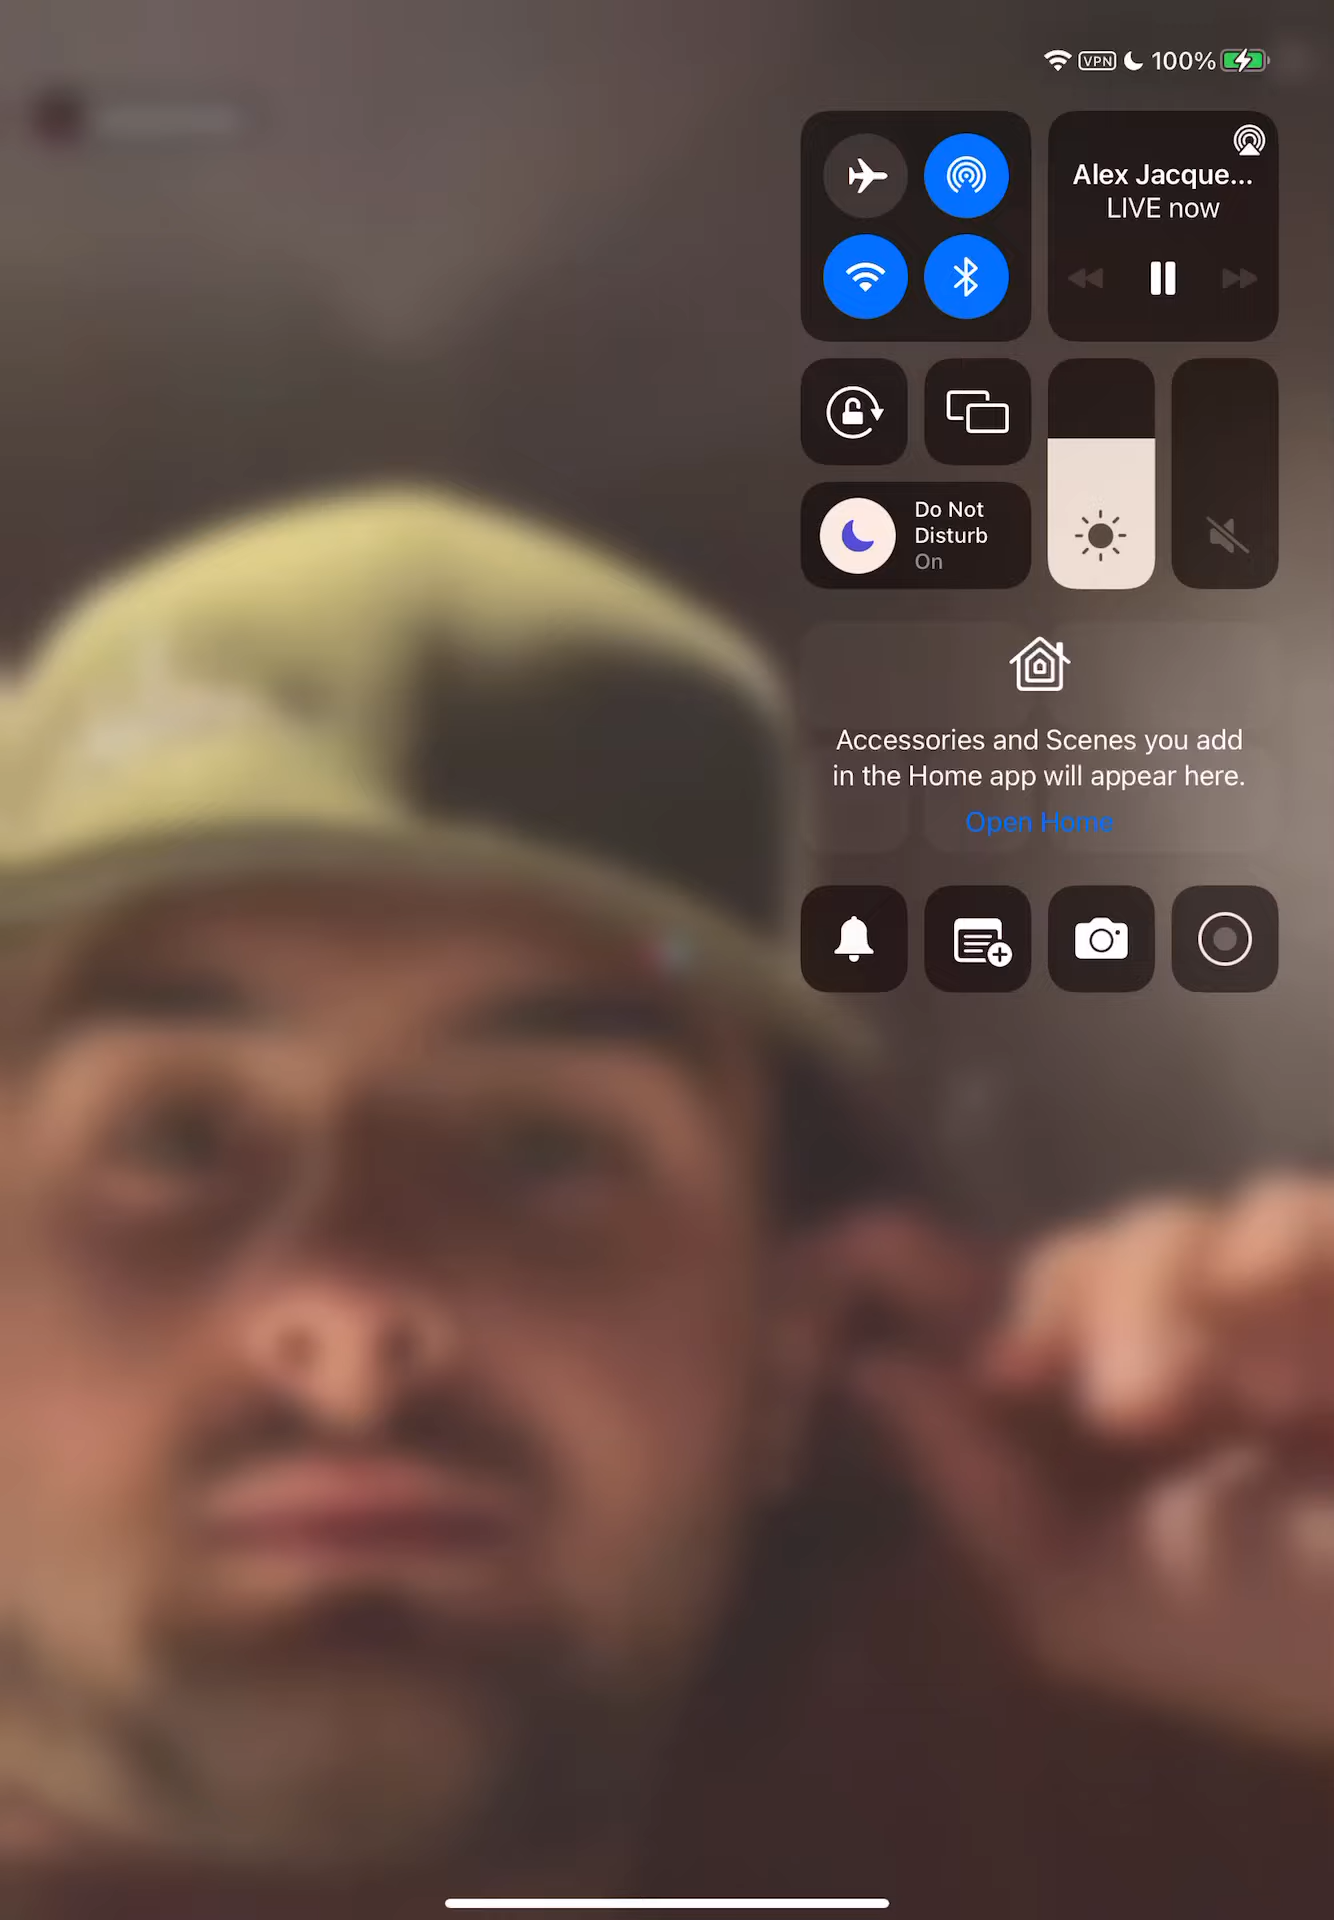 VPN 100%
Alex Jacque...
LIVE now
Do Not
Disturb
On
Accessories and Scenes you add
in the Home app will appear here.
Open Home